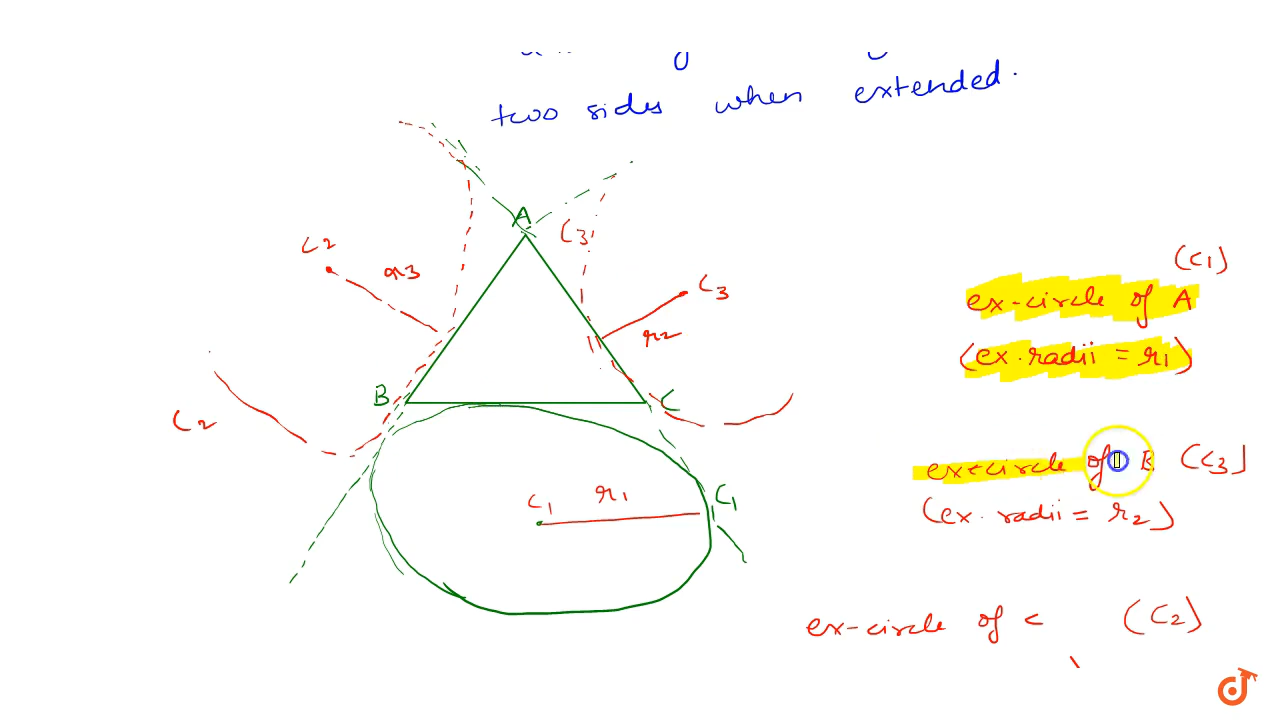 two sides when extended.
A
C3
C2
r3
C3
r2
B
C
C2
C1
r1
C1
(C1)
ex-circle of A
(ex.radii = r1)
ex-circle of B (C3)
(ex. radii = r2)
ex-circle of c (C2)